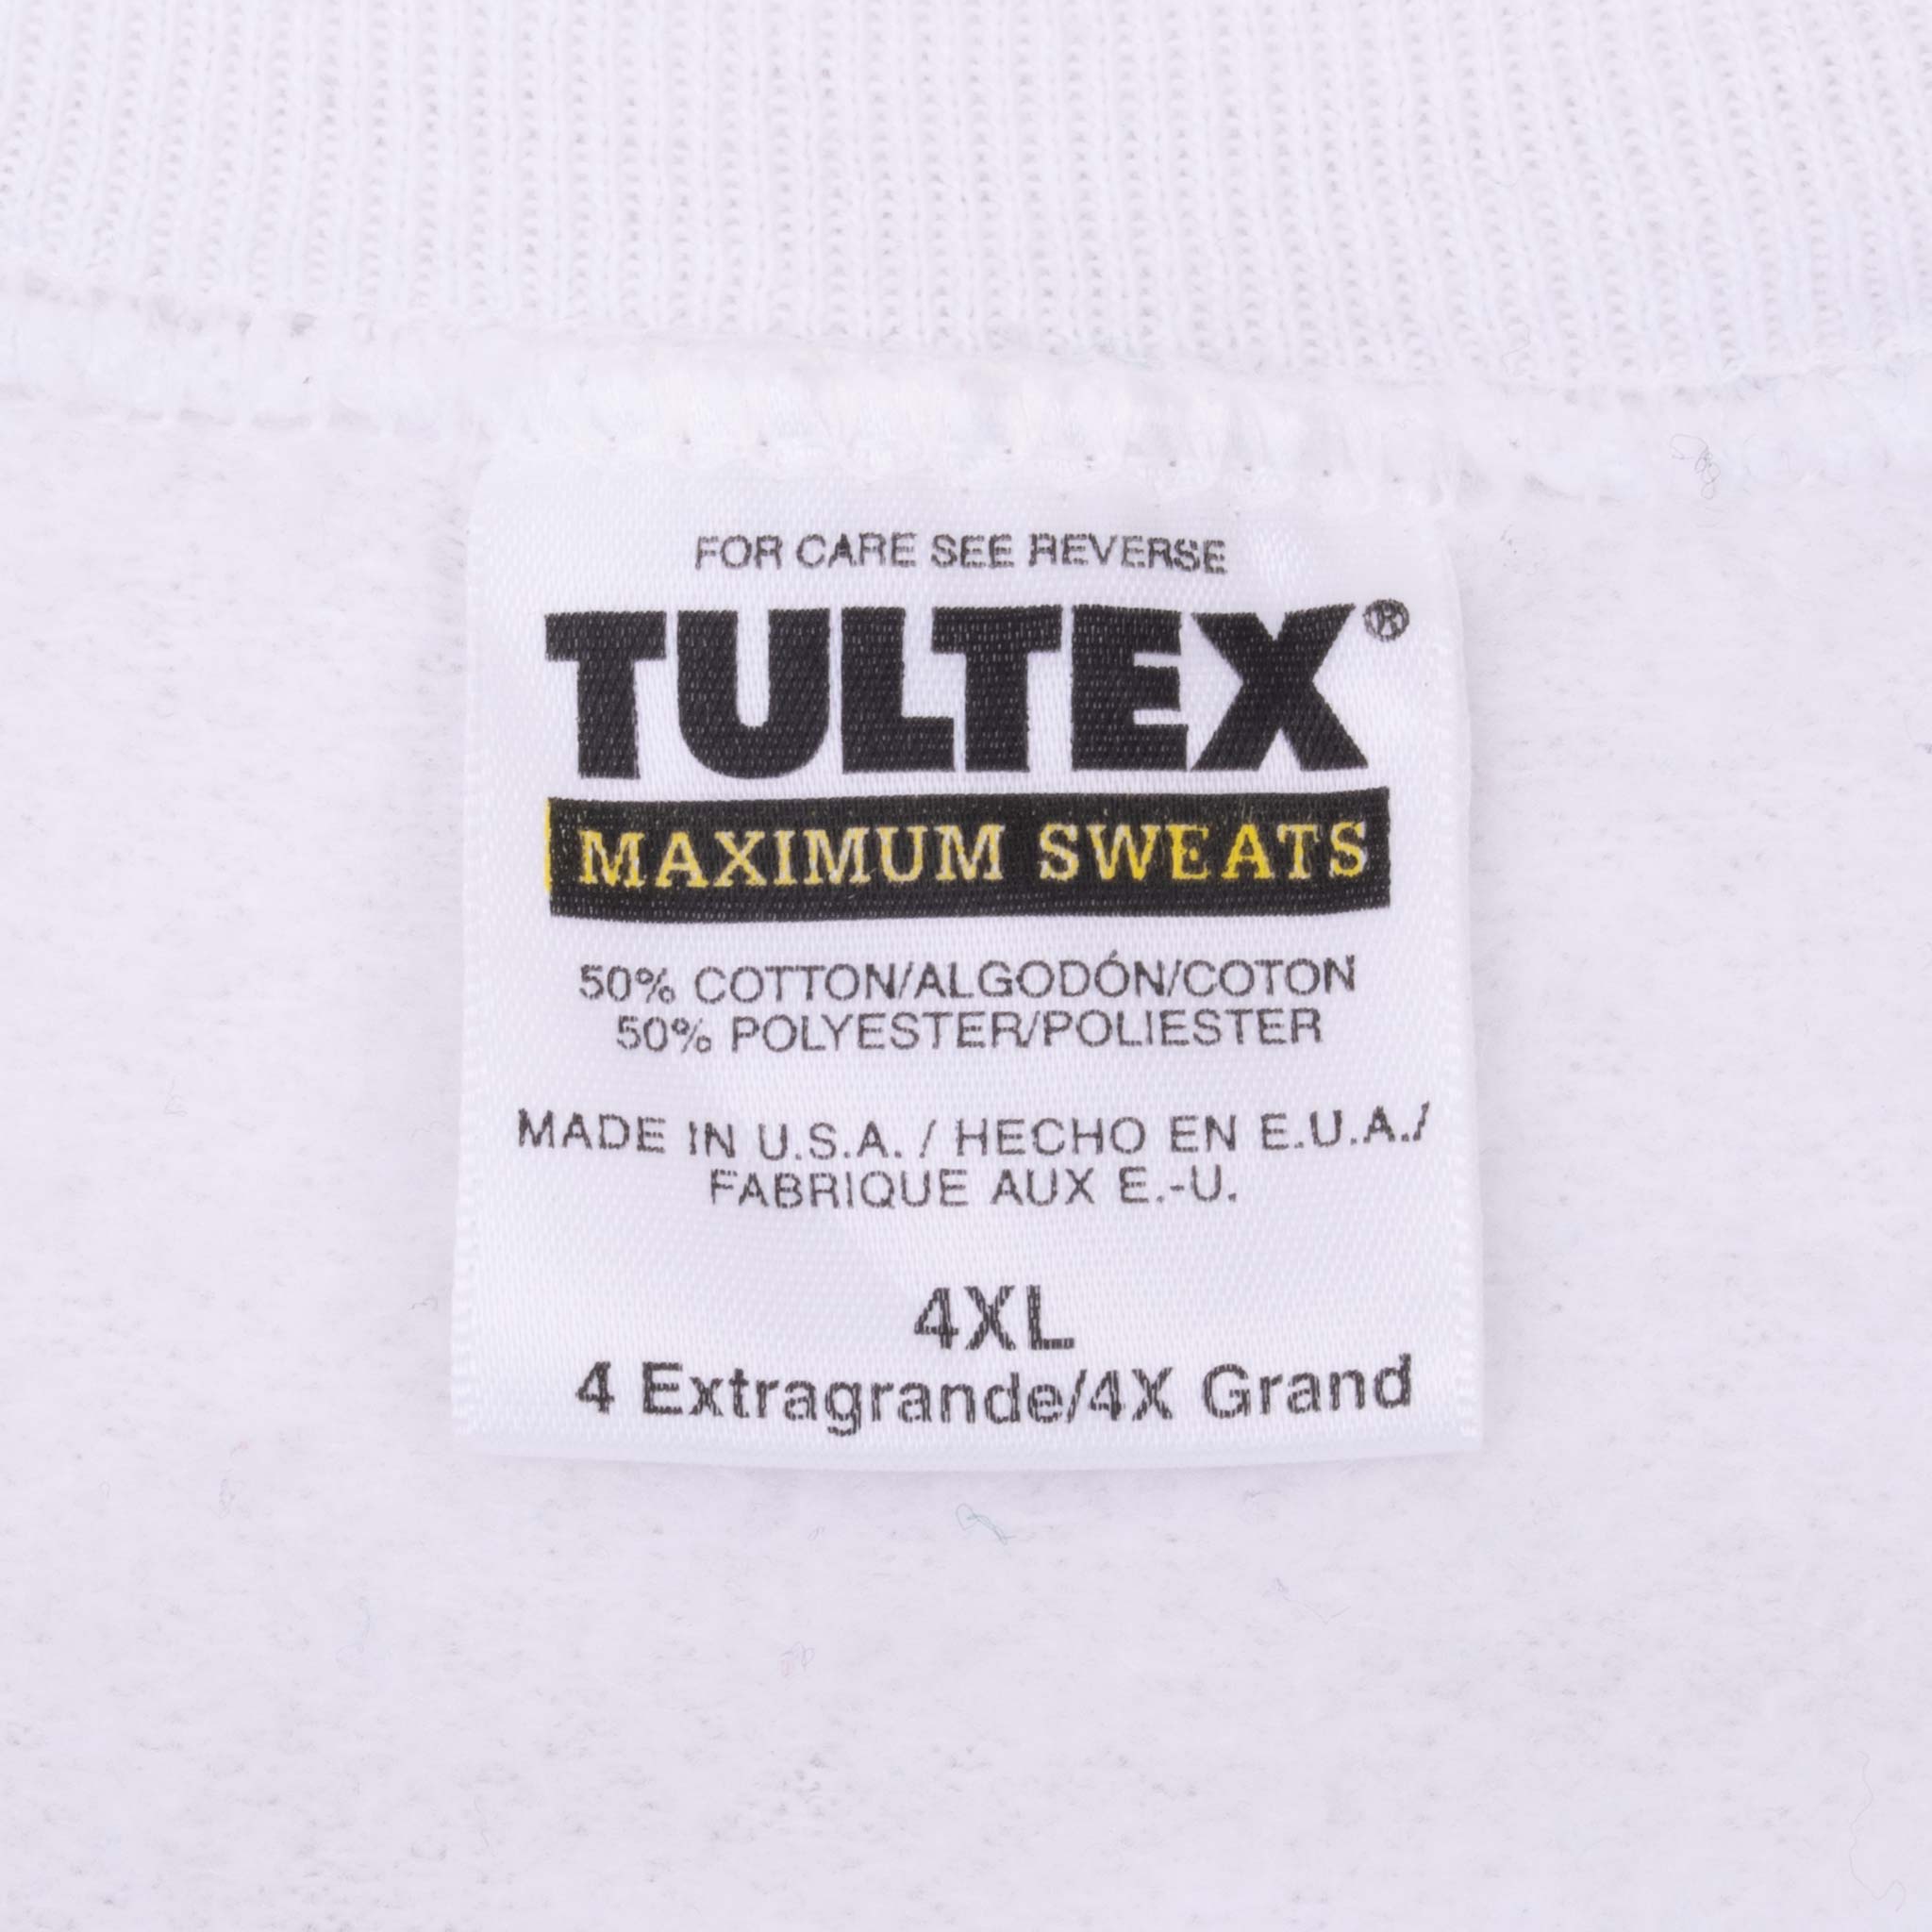 FOR CARE SEE REVERSE
TULTEX®
MAXIMUM SWEATS
50% COTTON/ALGODÓN/COTON
50% POLYESTER/POLIESTER
MADE IN U.S.A. / HECHO EN E.U.A./
FABRIQUE AUX E.-U.
4XL
4 Extragrande/4X Grand